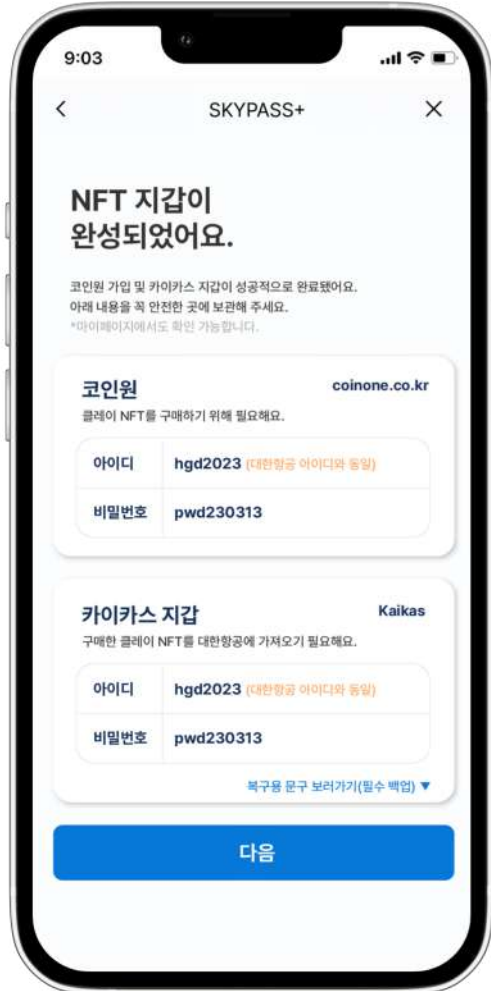 9:03
SKYPASS+
NFT 지갑이
완성되었어요.
코인원 가입 및 카이카스 지갑이 성공적으로 완료됐어요.
아래 내용을 꼭 안전한 곳에 보관해 주세요.
*마이페이지에서도 확인 가능합니다.
코인원 coinone.co.kr
클레이 NFT를 구매하기 위해 필요해요.
아이디 hgd2023 (대한항공 아이디와 동일)
비밀번호 pwd230313
카이카스 지갑 Kaikas
구매한 클레이 NFT를 대한항공에 가져오기 필요해요.
아이디 hgd2023 (대한항공 아이디와 동일)
비밀번호 pwd230313
복구용 문구 보러가기(필수 백업) ▼
다음